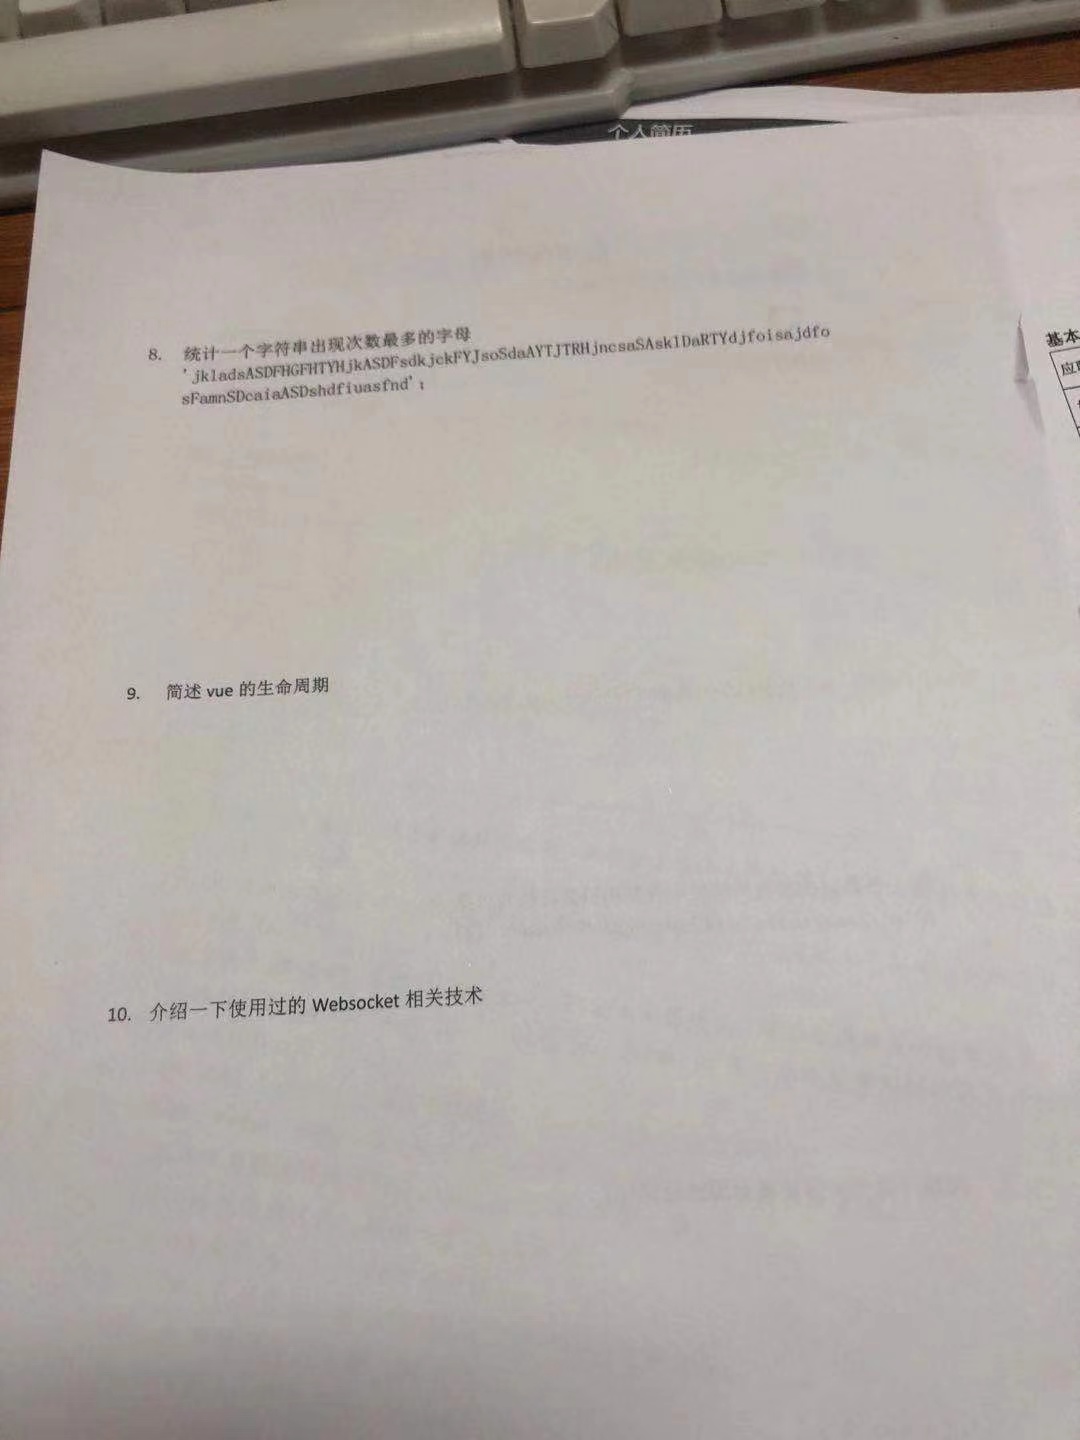 个人简历
8. 统计一个字符串出现次数最多的字母
'jkladsASDFHGFHTYHjkASDFsdkjckFYJsoSdaAYTJTRHjncsaSAsklDaRTYdjfoisajdfo
sFamnSDcaiaASDshdfiuasfnd';
基本
9. 简述 vue 的生命周期
10. 介绍一下使用过的 Websocket 相关技术